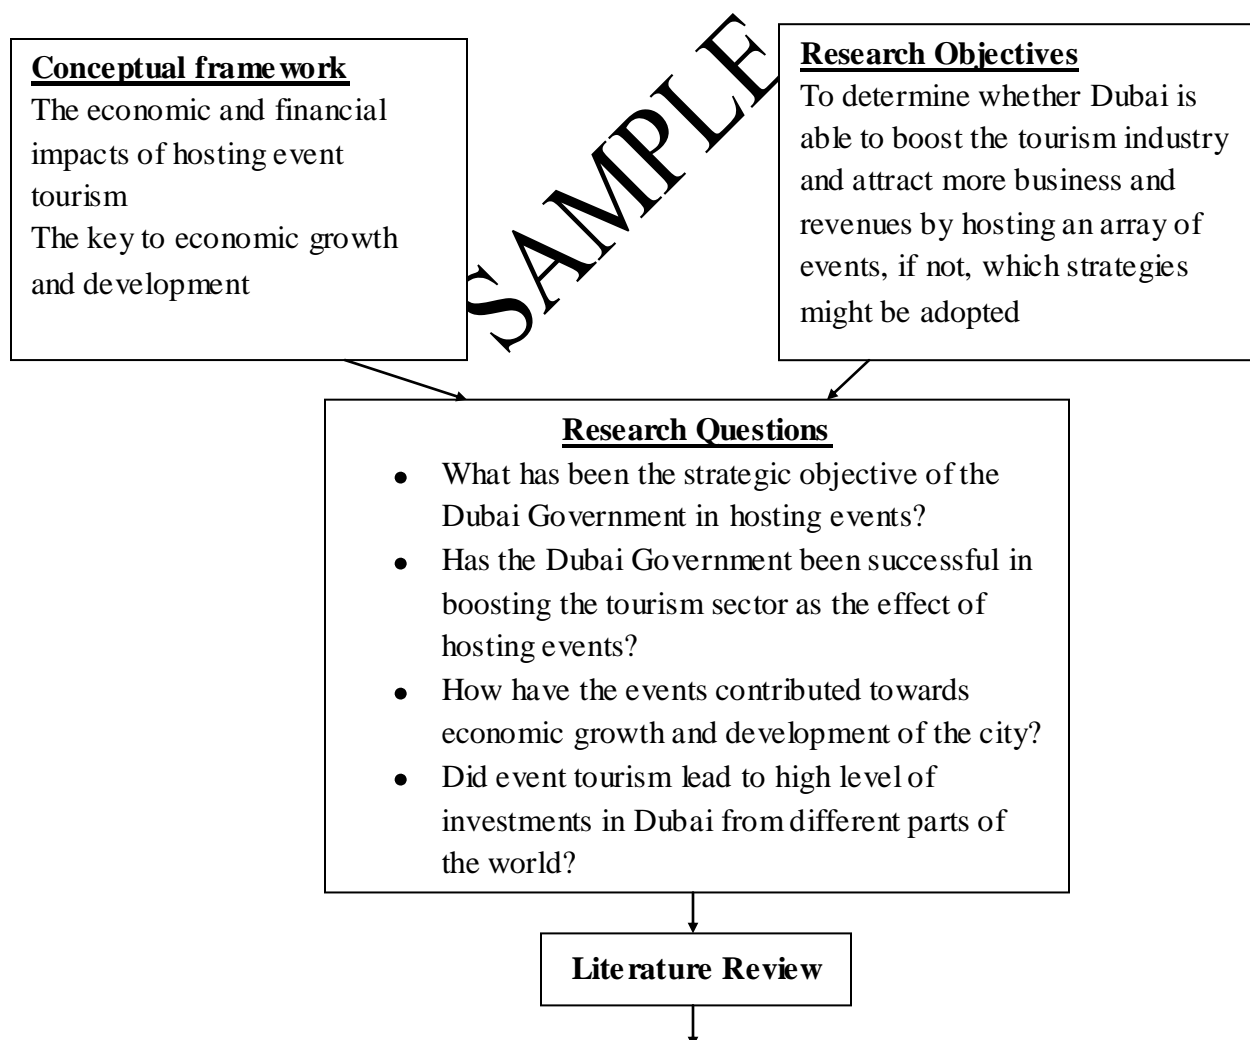 Conceptual framework
The economic and financial
impacts of hosting event
tourism
The key to economic growth
and development
SAMPLE
Research Objectives
To determine whether Dubai is
able to boost the tourism industry
and attract more business and
revenues by hosting an array of
events, if not, which strategies
might be adopted
Research Questions
• What has been the strategic objective of the
Dubai Government in hosting events?
• Has the Dubai Government been successful in
boosting the tourism sector as the effect of
hosting events?
• How have the events contributed towards
economic growth and development of the city?
• Did event tourism lead to high level of
investments in Dubai from different parts of
the world?
Literature Review